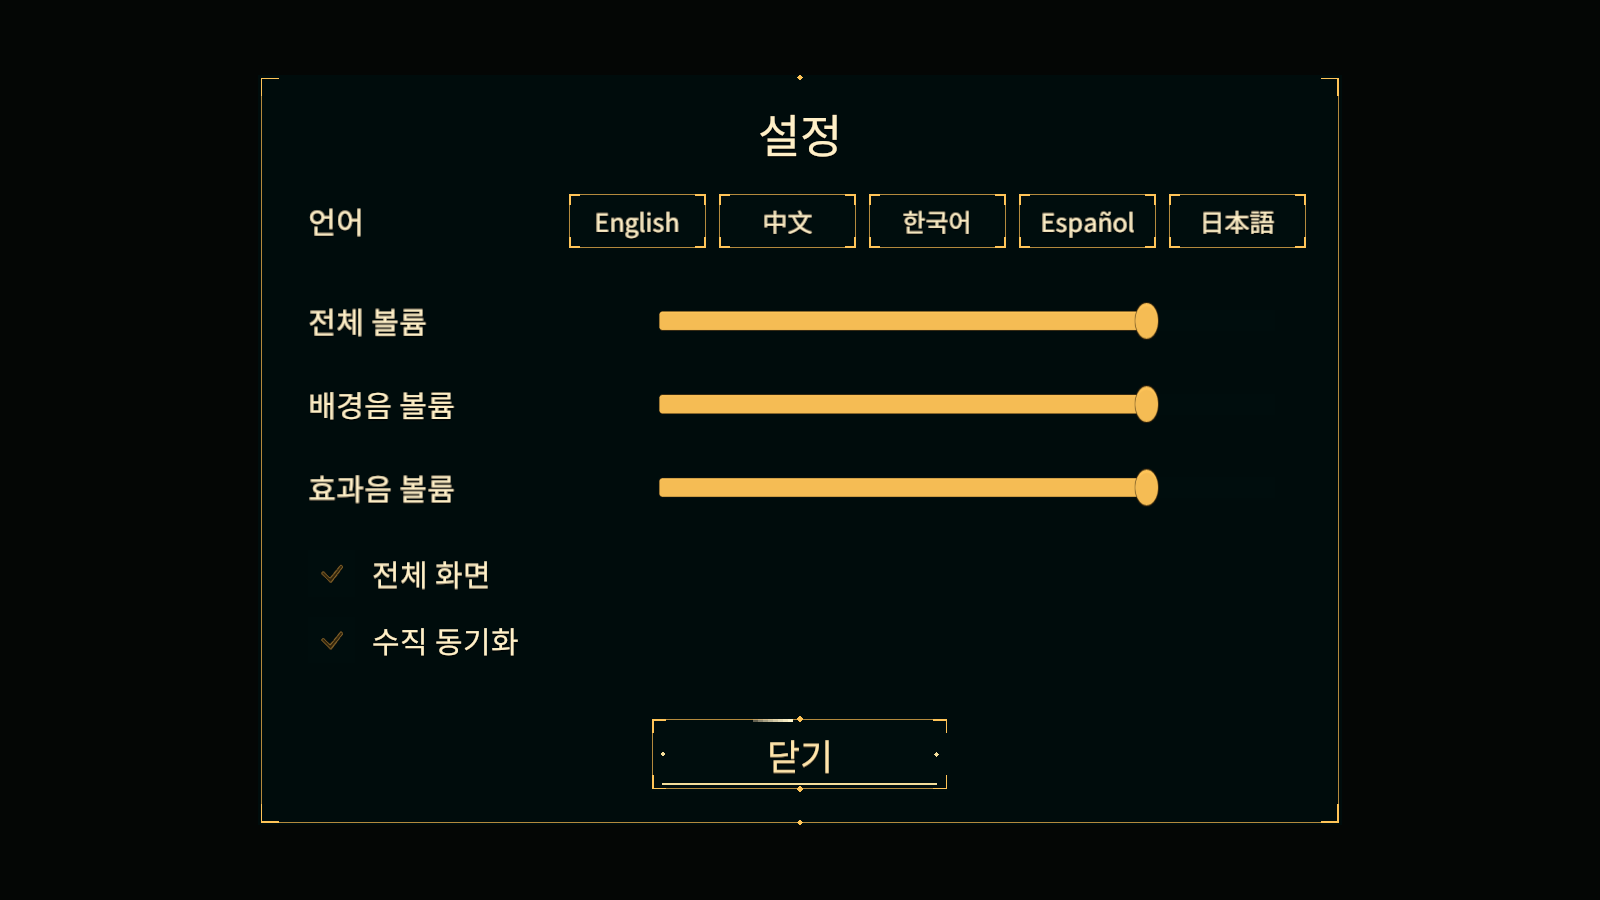 설정
언어 English 中文 한국어 Español 日本語
전체 볼륨
배경음 볼륨
효과음 볼륨
전체 화면
수직 동기화
닫기